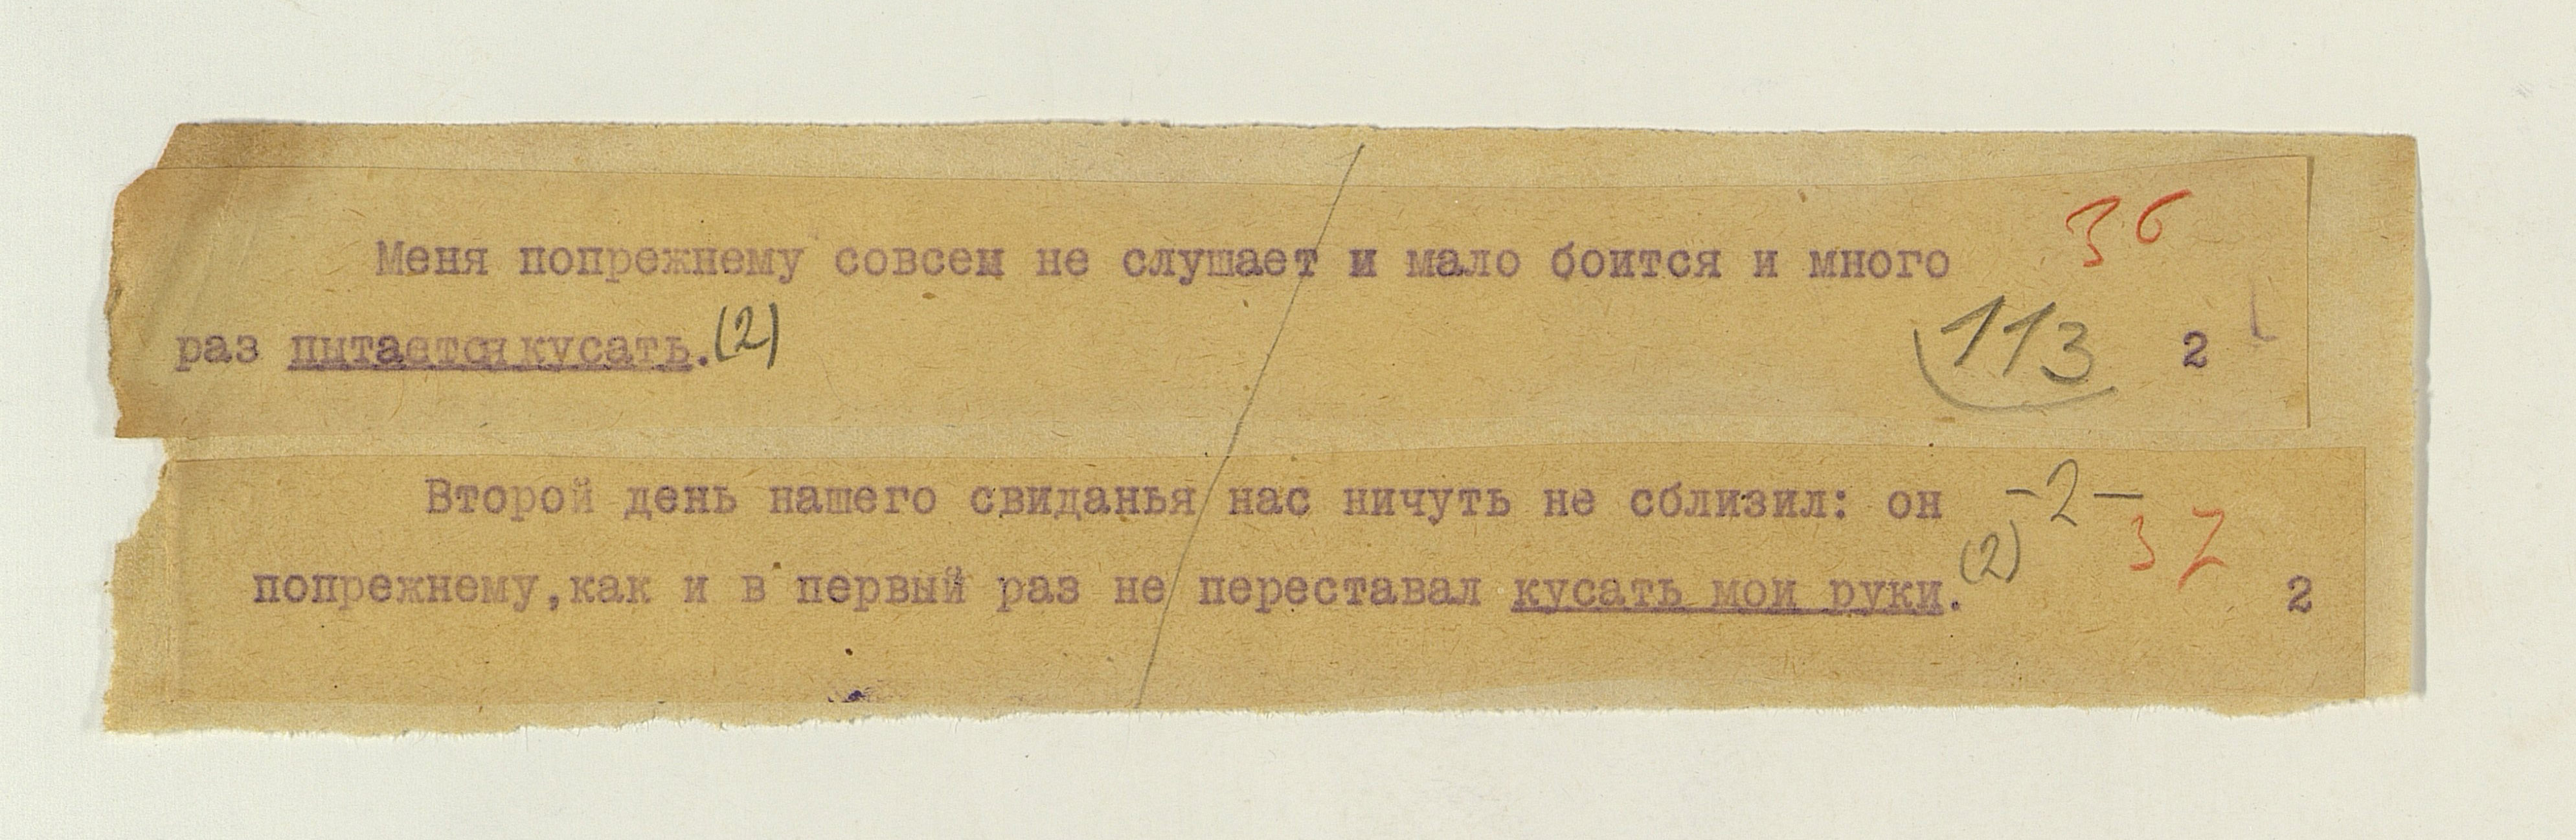 36
Меня попрежнему совсем не слушает и мало боится и много
раз пытается кусать. (2) 113 2
Второй день нашего свиданья нас ничуть не сблизил: он -2-
37
попрежнему, как и в первый раз не переставал кусать мои руки. (2) 2